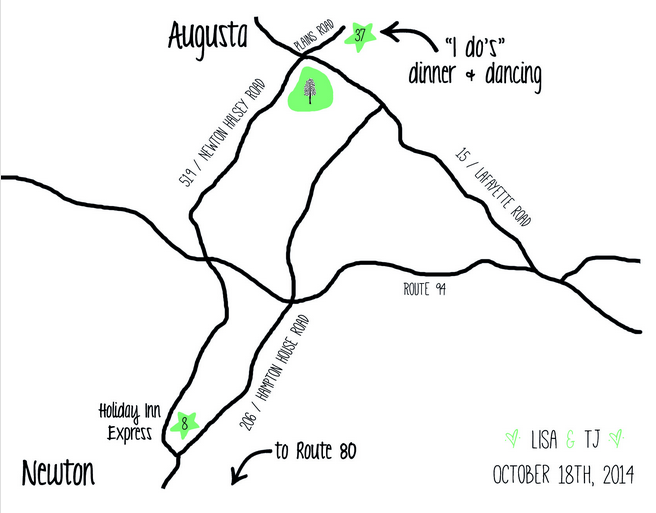 Augusta
PLAINS ROAD
37
"I do's"
dinner + dancing
519 / NEWTON HALSEY ROAD
15 / LAFAYETTE ROAD
ROUTE 94
206 / HAMPTON HOUSE ROAD
Holiday Inn
Express
8
to Route 80
Newton
LISA & TJ
OCTOBER 18TH, 2014